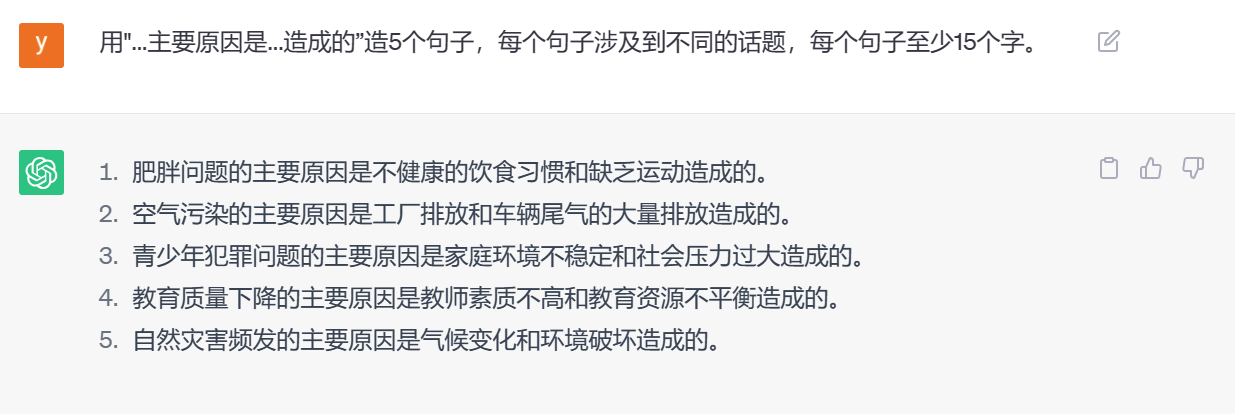 y
用"...主要原因是...造成的”造5个句子，每个句子涉及到不同的话题，每个句子至少15个字。
1. 肥胖问题的主要原因是不健康的饮食习惯和缺乏运动造成的。
2. 空气污染的主要原因是工厂排放和车辆尾气的大量排放造成的。
3. 青少年犯罪问题的主要原因是家庭环境不稳定和社会压力过大造成的。
4. 教育质量下降的主要原因是教师素质不高和教育资源不平衡造成的。
5. 自然灾害频发的主要原因是气候变化和环境破坏造成的。